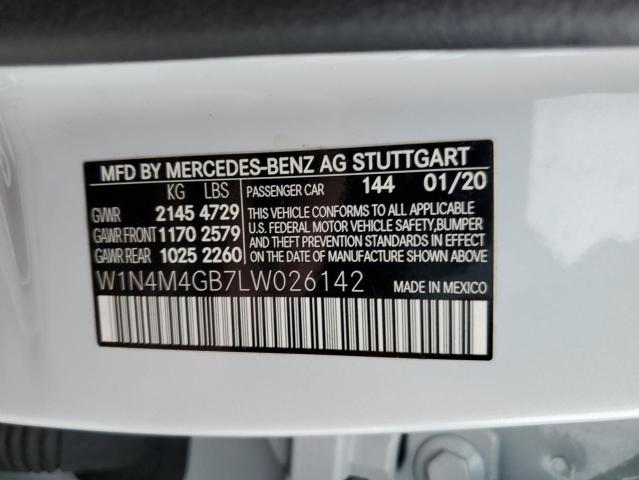 MFD BY MERCEDES-BENZ AG STUTTGART
KG LBS PASSENGER CAR 144 01/20
GVWR 2145 4729 THIS VEHICLE CONFORMS TO ALL APPLICABLE
GAWR FRONT 1170 2579 U.S. FEDERAL MOTOR VEHICLE SAFETY,BUMPER
AND THEFT PREVENTION STANDARDS IN EFFECT
GAWR REAR 1025 2260 ON THE DATE OF MANUFACTURE SHOWN ABOVE
W1N4M4GB7LW026142 MADE IN MEXICO